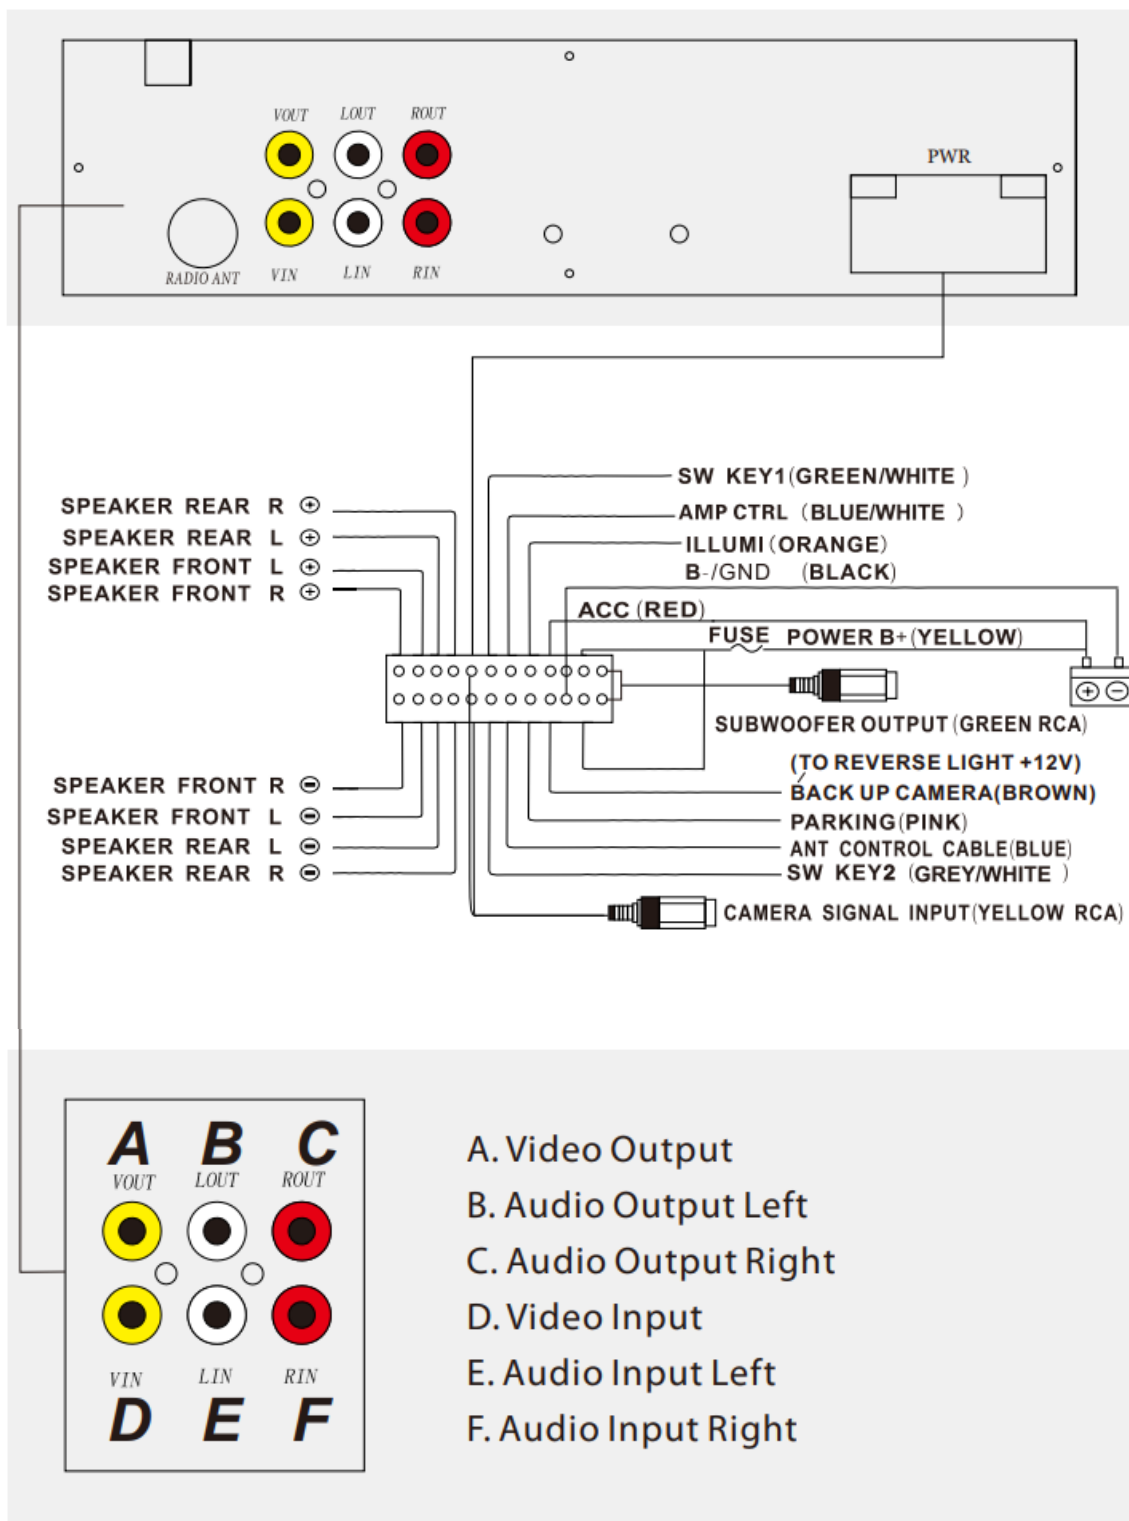 VOUT LOUT ROUT
PWR
RADIO ANT VIN LIN RIN
SW KEY1(GREEN/WHITE )
SPEAKER REAR R ⊕
AMP CTRL (BLUE/WHITE )
SPEAKER REAR L ⊕
ILLUMI(ORANGE)
SPEAKER FRONT L ⊕
B-/GND (BLACK)
SPEAKER FRONT R ⊕
ACC(RED)
FUSE POWER B+(YELLOW)
⊕ ⊖
SUBWOOFER OUTPUT(GREEN RCA)
(TO REVERSE LIGHT +12V)
SPEAKER FRONT R ⊖
BACK UP CAMERA(BROWN)
SPEAKER FRONT L ⊖
PARKING(PINK)
SPEAKER REAR L ⊖
ANT CONTROL CABLE(BLUE)
SPEAKER REAR R ⊖
SW KEY2 (GREY/WHITE )
CAMERA SIGNAL INPUT(YELLOW RCA)
A B C
VOUT LOUT ROUT
VIN LIN RIN
D E F
A. Video Output
B. Audio Output Left
C. Audio Output Right
D. Video Input
E. Audio Input Left
F. Audio Input Right